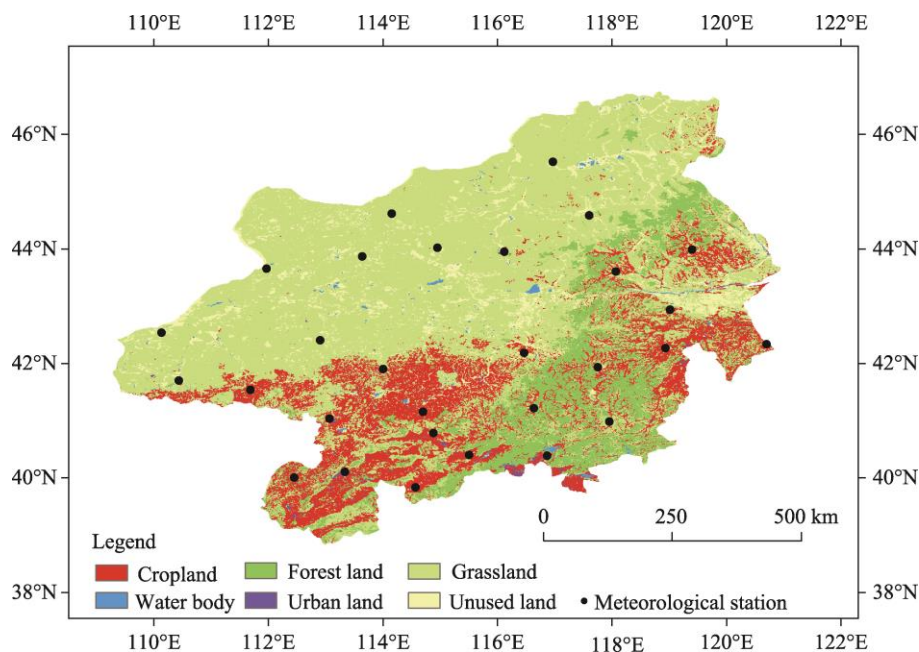 110°E 112°E 114°E 116°E 118°E 120°E 122°E
46°N 46°N
44°N 44°N
42°N 42°N
40°N 40°N
0 250 500 km
Legend
Cropland Forest land Grassland
Water body Urban land Unused land Meteorological station
38°N 38°N
110°E 112°E 114°E 116°E 118°E 120°E 122°E